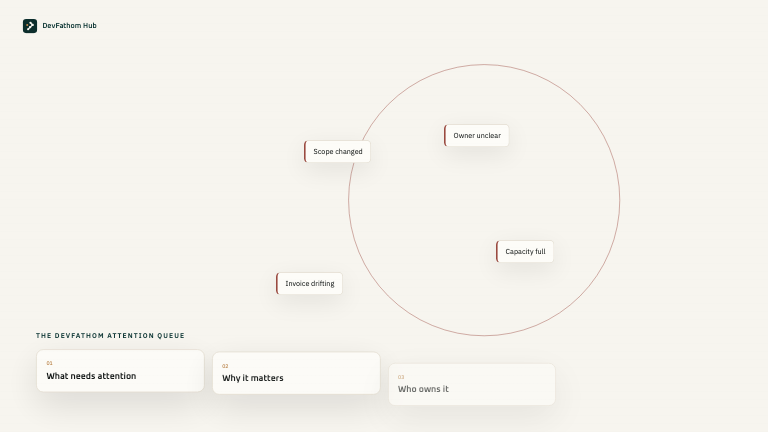 DevFathom Hub
Owner unclear
Scope changed
Capacity full
Invoice drifting
THE DEVFATHOM ATTENTION QUEUE
01
What needs attention
02
Why it matters
03
Who owns it